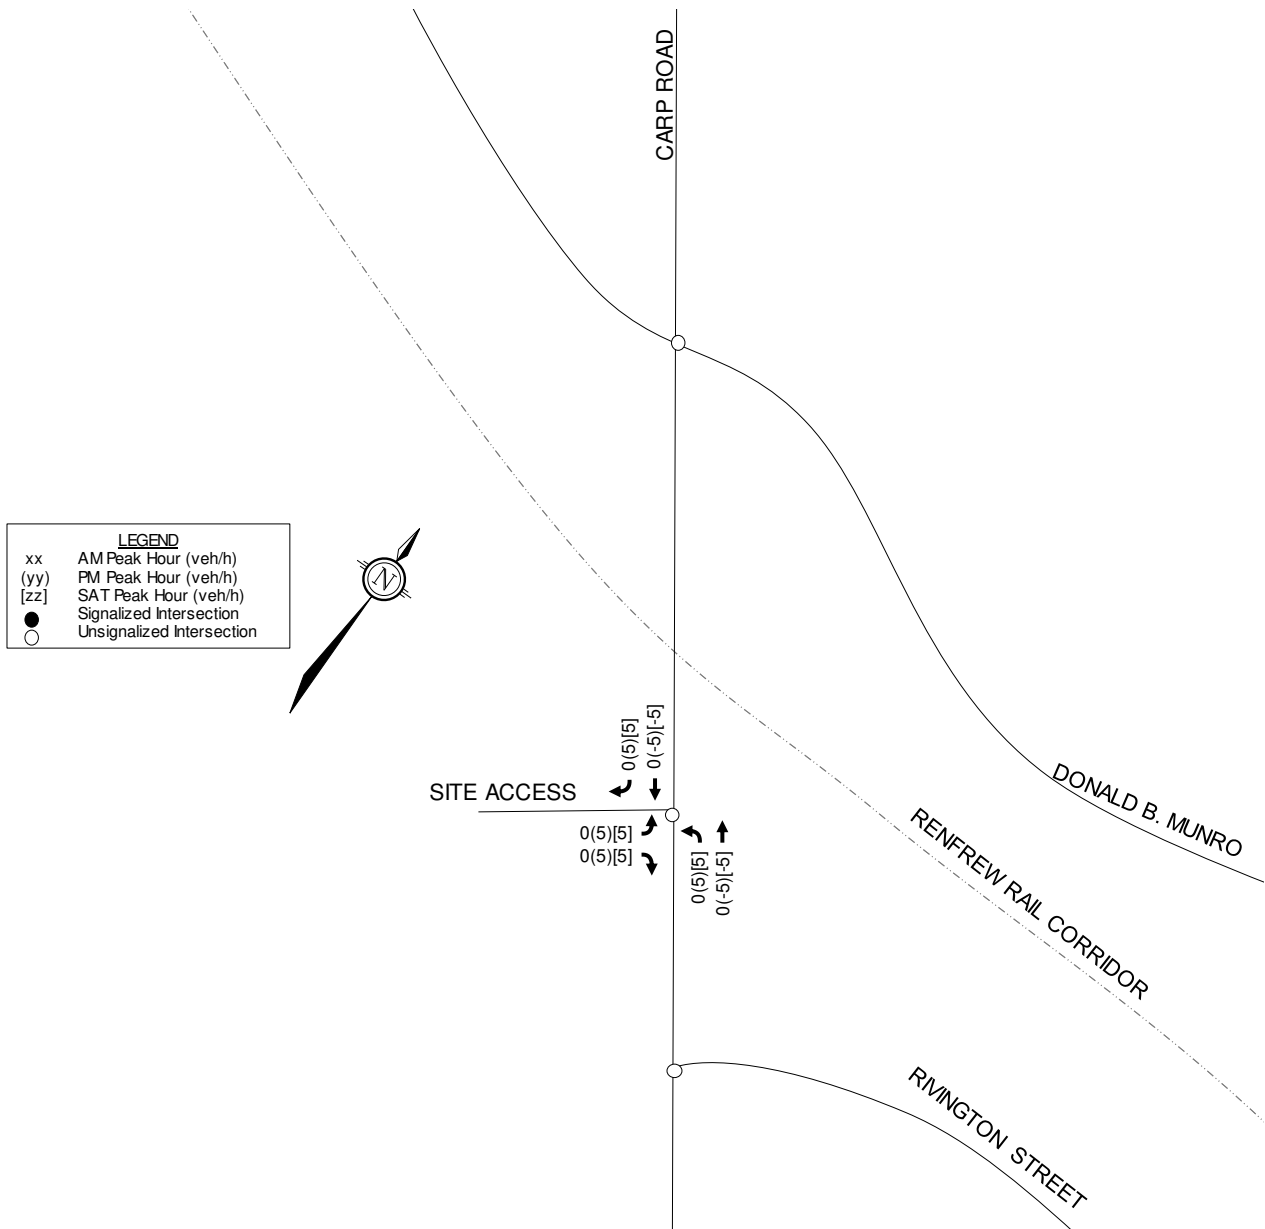 CARP ROAD
LEGEND
xx AM Peak Hour (veh/h)
(yy) PM Peak Hour (veh/h)
[zz] SAT Peak Hour (veh/h)
Signalized Intersection
Unsignalized Intersection
N
0(5)[5]
0(-5)[-5]
SITE ACCESS
0(5)[5]
0(5)[5]
0(5)[5]
0(-5)[-5]
DONALD B. MUNRO
RENFREW RAIL CORRIDOR
RIVINGTON STREET